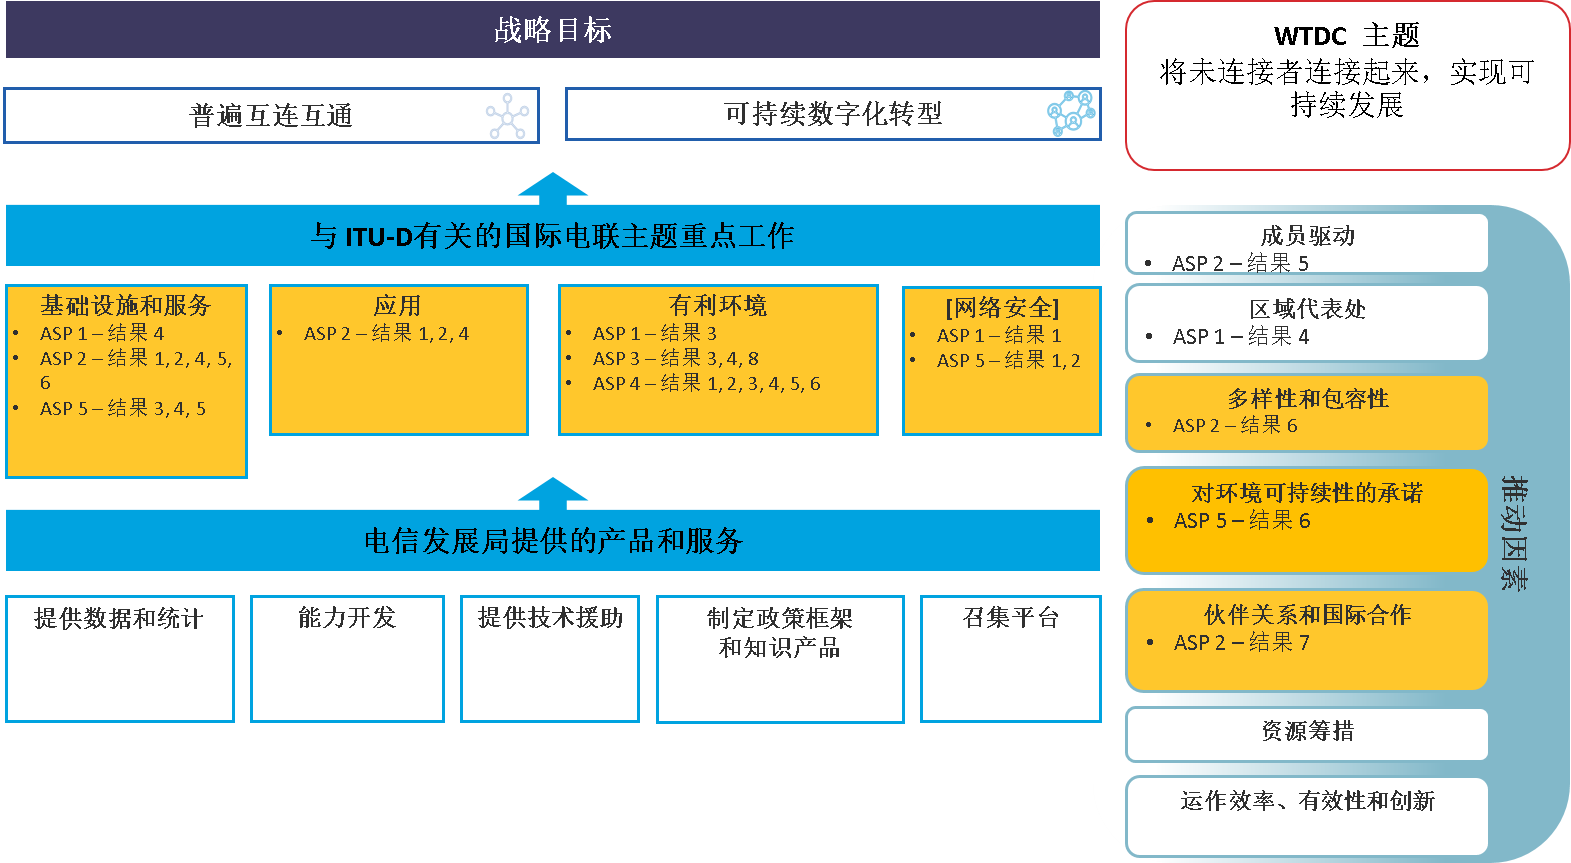 战略目标
普遍互连互通
可持续数字化转型
与 ITU-D有关的国际电联主题重点工作
基础设施和服务
• ASP 1 – 结果 4
• ASP 2 – 结果 1, 2, 4, 5,
6
• ASP 5 – 结果 3, 4, 5
应用
• ASP 2 – 结果 1, 2, 4
有利环境
• ASP 1 – 结果 3
• ASP 3 – 结果 3, 4, 8
• ASP 4 – 结果 1, 2, 3, 4, 5, 6
[网络安全]
• ASP 1 – 结果 1
• ASP 5 – 结果 1, 2
电信发展局提供的产品和服务
提供数据和统计
能力开发
提供技术援助
制定政策框架
和知识产品
召集平台
WTDC 主题
将未连接者连接起来，实现可
持续发展
成员驱动
• ASP 2 – 结果 5
区域代表处
• ASP 1 – 结果 4
多样性和包容性
• ASP 2 – 结果 6
对环境可持续性的承诺
• ASP 5 – 结果 6
伙伴关系和国际合作
• ASP 2 – 结果 7
资源筹措
运作效率、有效性和创新
推动因素